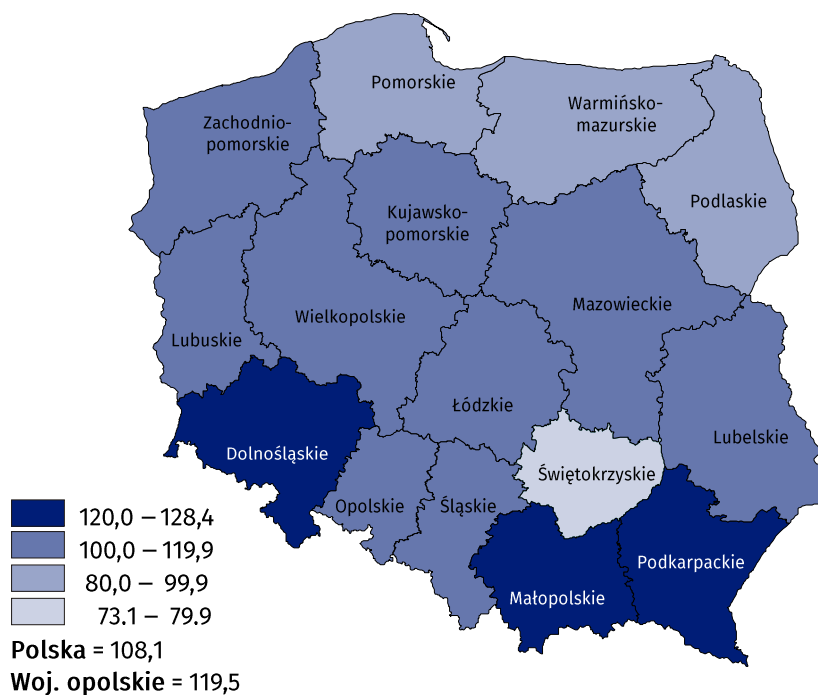 Pomorskie
Warmińsko-
mazurskie
Zachodnio-
pomorskie
Podlaskie
Kujawsko-
pomorskie
Mazowieckie
Wielkopolskie
Lubuskie
Łódzkie
Lubelskie
Dolnośląskie
Świętokrzyskie
Opolskie
Śląskie
Podkarpackie
Małopolskie
120,0 – 128,4
100,0 – 119,9
80,0 – 99,9
73.1 – 79.9
Polska = 108,1
Woj. opolskie = 119,5